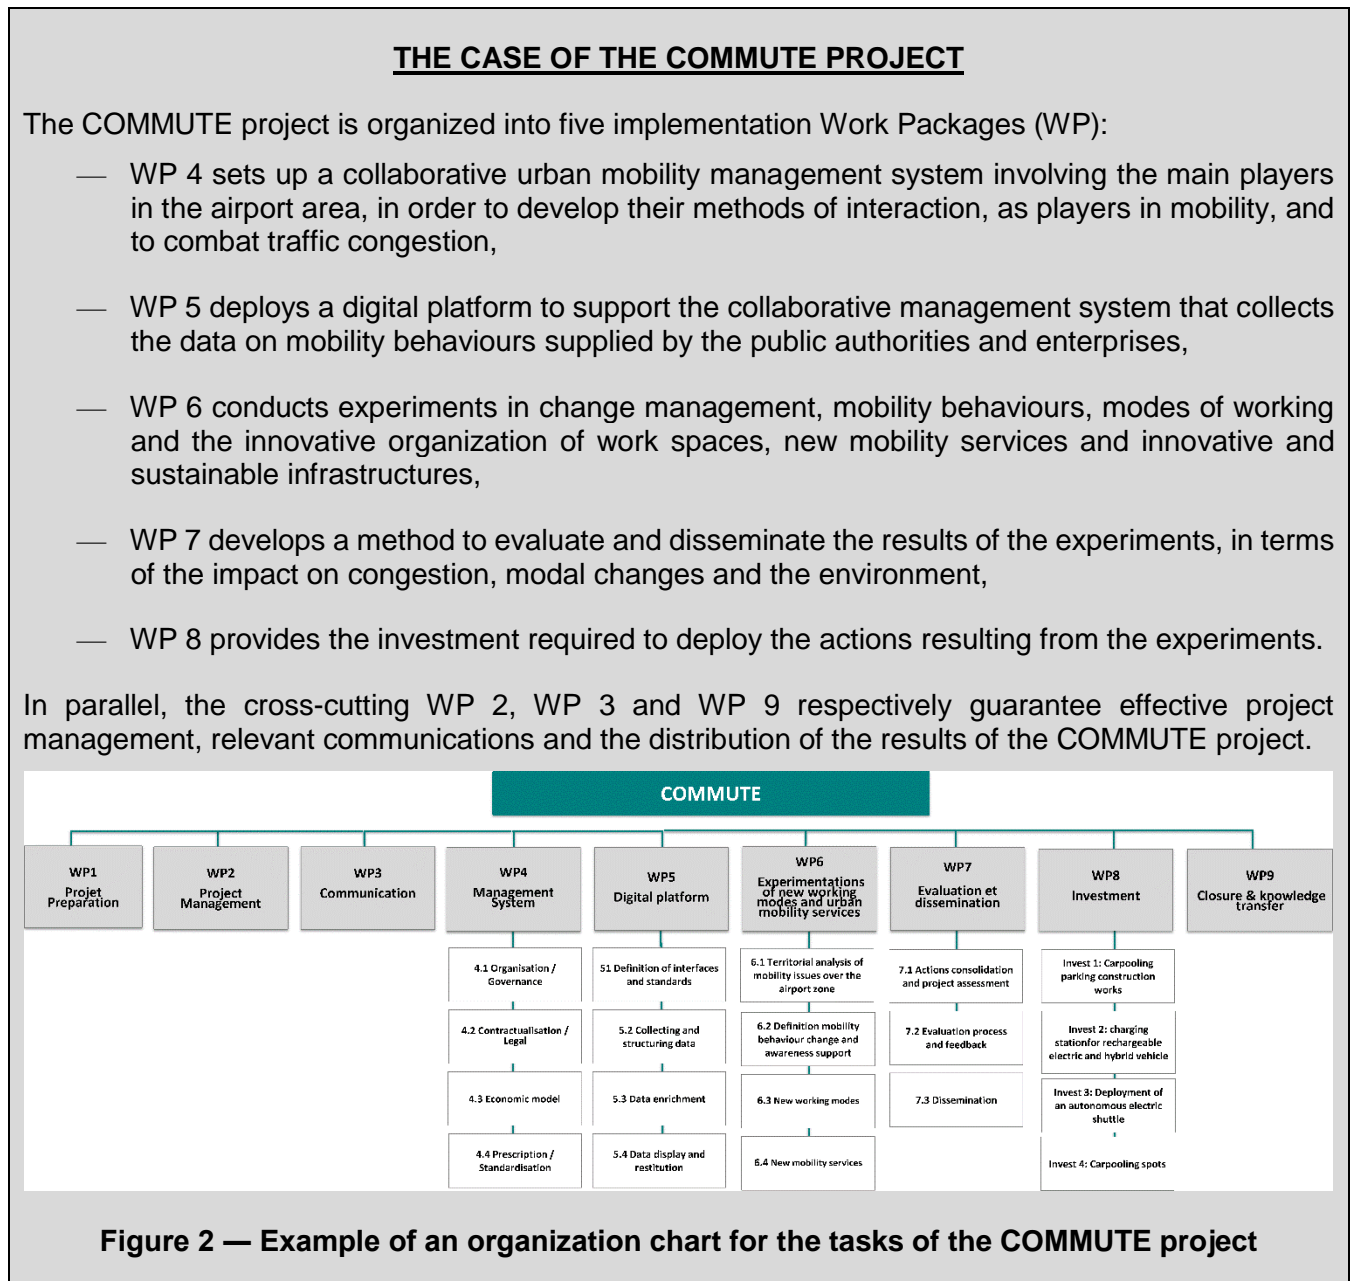 THE CASE OF THE COMMUTE PROJECT
The COMMUTE project is organized into five implementation Work Packages (WP):
— WP 4 sets up a collaborative urban mobility management system involving the main players
in the airport area, in order to develop their methods of interaction, as players in mobility, and
to combat traffic congestion,
— WP 5 deploys a digital platform to support the collaborative management system that collects
the data on mobility behaviours supplied by the public authorities and enterprises,
— WP 6 conducts experiments in change management, mobility behaviours, modes of working
and the innovative organization of work spaces, new mobility services and innovative and
sustainable infrastructures,
— WP 7 develops a method to evaluate and disseminate the results of the experiments, in terms
of the impact on congestion, modal changes and the environment,
— WP 8 provides the investment required to deploy the actions resulting from the experiments.
In parallel, the cross-cutting WP 2, WP 3 and WP 9 respectively guarantee effective project
management, relevant communications and the distribution of the results of the COMMUTE project.
COMMUTE
WP1
Projet
Preparation
WP2
Project
Management
WP3
Communication
WP4
Management
System
WP5
Digital platform
WP6
Experimentations
of new working
modes and urban
mobility services
WP7
Evaluation et
dissemination
WP8
Investment
WP9
Closure & knowledge
transfer
4.1 Organisation /
Governance
4.2 Contractualisation /
Legal
4.3 Economic model
4.4 Prescription /
Standardisation
51 Definition of interfaces
and standards
5.2 Collecting and
structuring data
5.3 Data enrichment
5.4 Data display and
restitution
6.1 Territorial analysis of
mobility issues over the
airport zone
6.2 Definition mobility
behaviour change and
awareness support
6.3 New working modes
6.4 New mobility services
7.1 Actions consolidation
and project assessment
7.2 Evaluation process
and feedback
7.3 Dissemination
Invest 1: Carpooling
parking construction
works
Invest 2: charging
stationfor rechargeable
electric and hybrid vehicle
Invest 3: Deployment of
an autonomous electric
shuttle
Invest 4: Carpooling spots
Figure 2 — Example of an organization chart for the tasks of the COMMUTE project